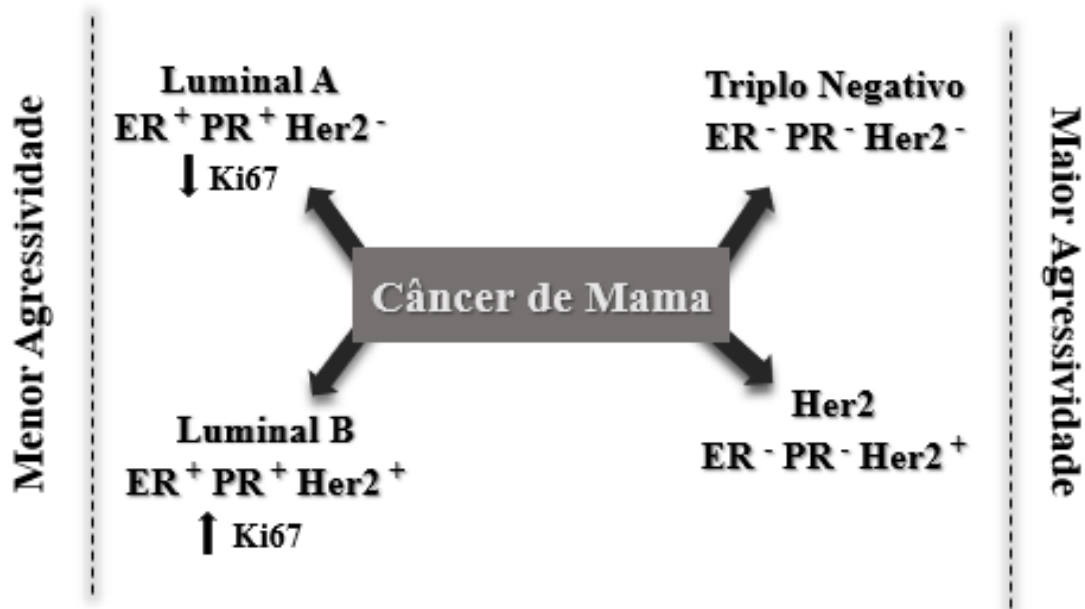 Menor Agressividade
Luminal A
ER + PR + Her2 -
↓ Ki67
Triplo Negativo
ER - PR - Her2 -
Câncer de Mama
Luminal B
ER + PR + Her2 +
↑ Ki67
Her2
ER - PR - Her2 +
Maior Agressividade